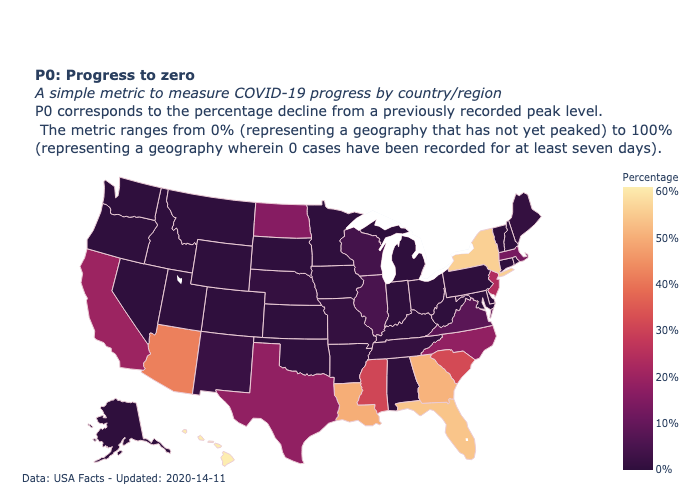 P0: Progress to zero
A simple metric to measure COVID-19 progress by country/region
P0 corresponds to the percentage decline from a previously recorded peak level.
The metric ranges from 0% (representing a geography that has not yet peaked) to 100%
(representing a geography wherein 0 cases have been recorded for at least seven days).
Percentage
60%
50%
40%
30%
20%
10%
0%
Data: USA Facts - Updated: 2020-14-11